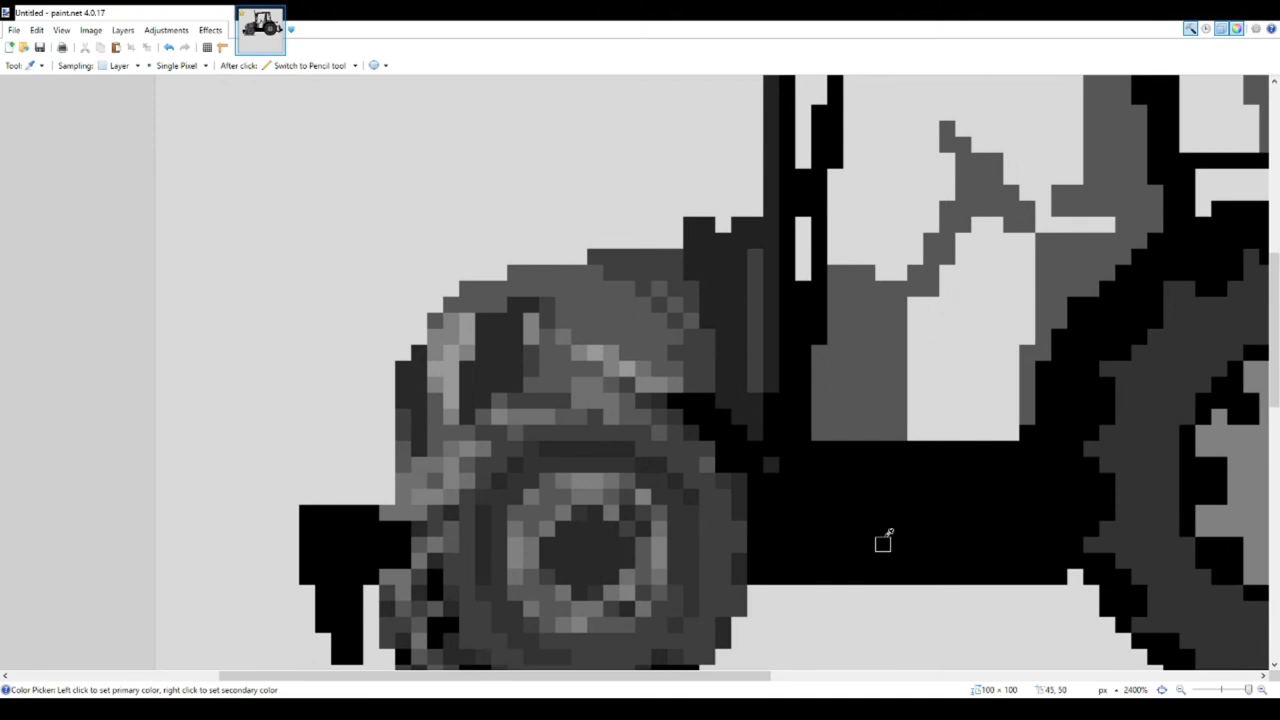 Untitled - paint.net 4.0.17
File Edit View Image Layers Adjustments Effects
Tool: Sampling: Layer Single Pixel After click: Switch to Pencil tool
Color Picker: Left click to set primary color, right click to set secondary color 100 × 100 45, 50 px 2400%